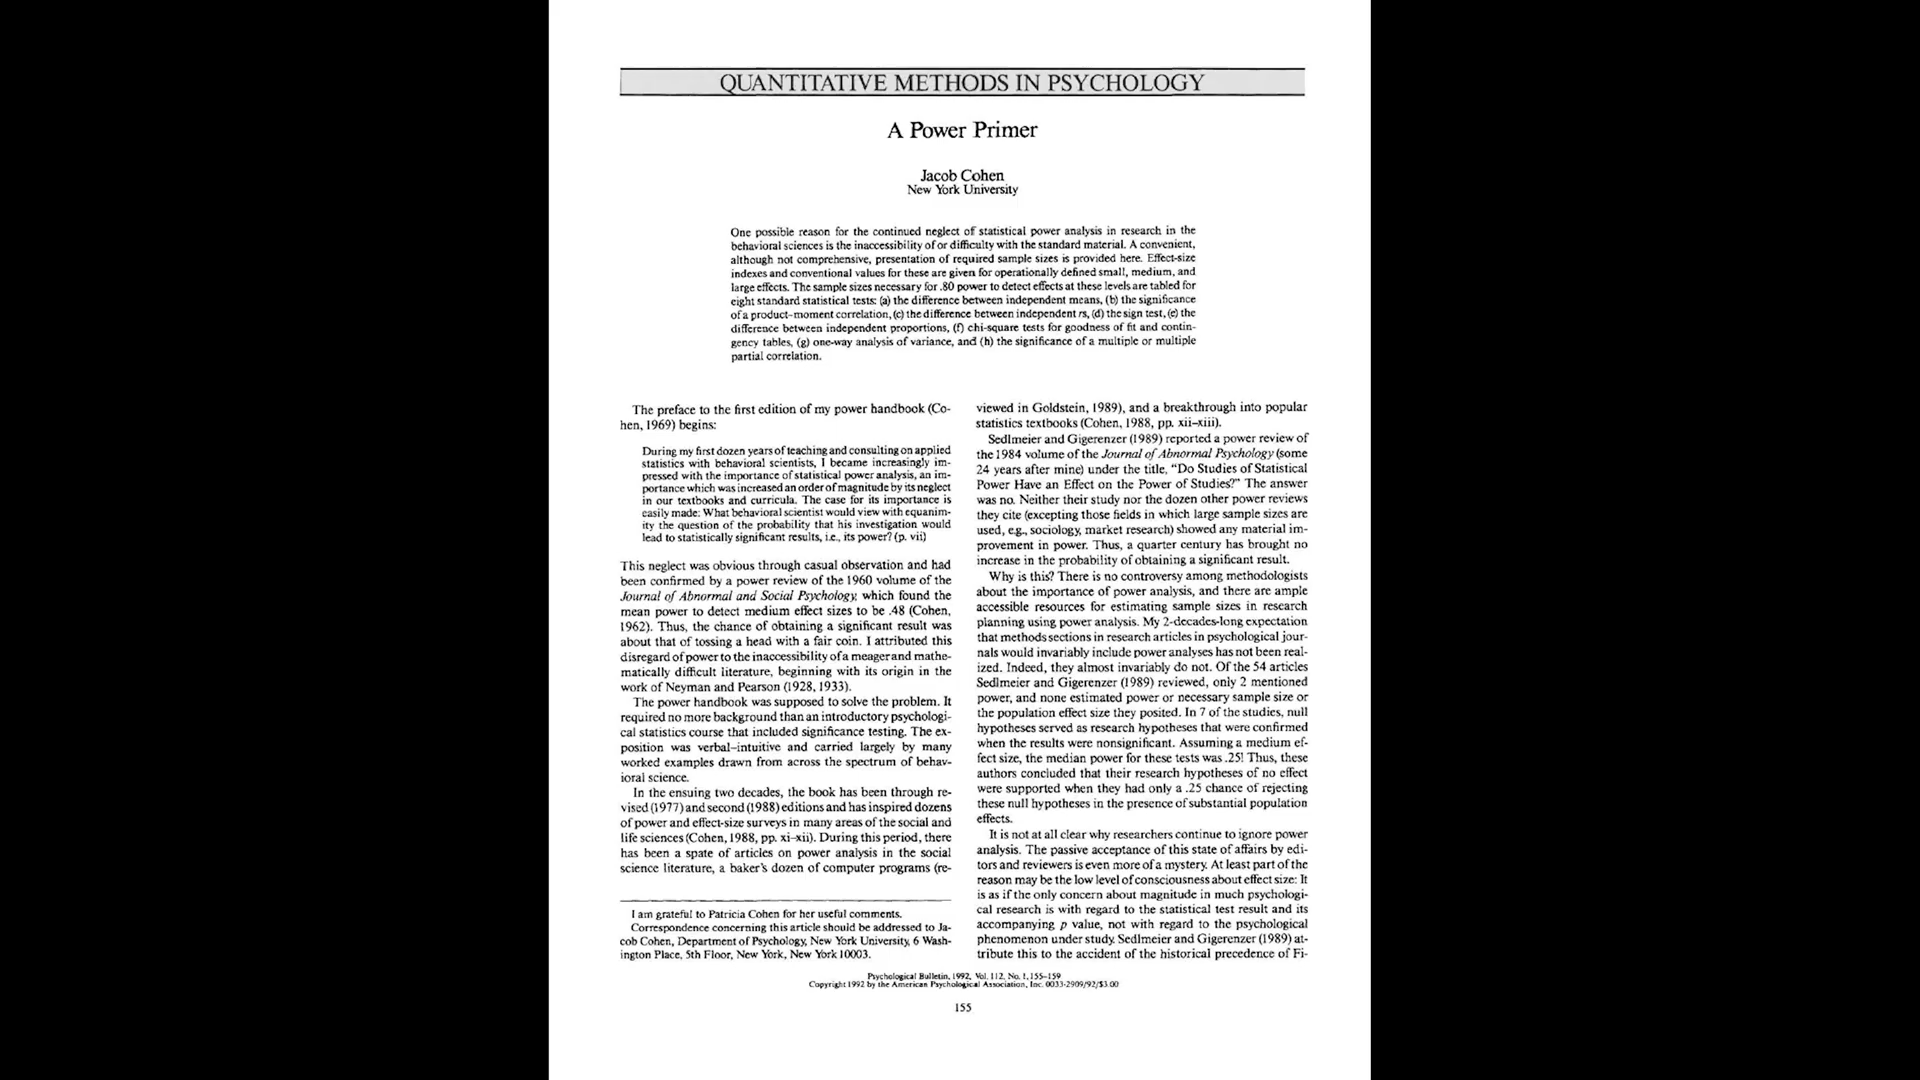 QUANTITATIVE METHODS IN PSYCHOLOGY
A Power Primer
Jacob Cohen
New York University
One possible reason for the continued neglect of statistical power analysis in research in the
behavioral sciences is the inaccessibility of or difficulty with the standard material. A convenient,
although not comprehensive, presentation of required sample sizes is provided here. Effect-size
indexes and conventional values for these are given for operationally defined small, medium, and
large effects. The sample sizes necessary for .80 power to detect effects at these levels are tabled for
eight standard statistical tests: (a) the difference between independent means, (b) the significance
of a product-moment correlation, (c) the difference between independent rs, (d) the sign test, (e) the
difference between independent proportions, (f) chi-square tests for goodness of fit and contin-
gency tables, (g) one-way analysis of variance, and (h) the significance of a multiple or multiple
partial correlation.
The preface to the first edition of my power handbook (Co-
hen, 1969) begins:
During my first dozen years of teaching and consulting on applied
statistics with behavioral scientists, I became increasingly im-
pressed with the importance of statistical power analysis, an im-
portance which was increased an order of magnitude by its neglect
in our textbooks and curricula. The case for its importance is
easily made: What behavioral scientist would view with equanim-
ity the question of the probability that his investigation would
lead to statistically significant results, i.e., its power? (p. vii)
This neglect was obvious through casual observation and had
been confirmed by a power review of the 1960 volume of the
Journal of Abnormal and Social Psychology, which found the
mean power to detect medium effect sizes to be .48 (Cohen,
1962). Thus, the chance of obtaining a significant result was
about that of tossing a head with a fair coin. I attributed this
disregard of power to the inaccessibility of a meager and mathe-
matically difficult literature, beginning with its origin in the
work of Neyman and Pearson (1928, 1933).
The power handbook was supposed to solve the problem. It
required no more background than an introductory psychologi-
cal statistics course that included significance testing. The ex-
position was verbal-intuitive and carried largely by many
worked examples drawn from across the spectrum of behav-
ioral science.
In the ensuing two decades, the book has been through re-
vised (1977) and second (1988) editions and has inspired dozens
of power and effect-size surveys in many areas of the social and
life sciences (Cohen, 1988, pp. xi-xii). During this period, there
has been a spate of articles on power analysis in the social
science literature, a baker's dozen of computer programs (re-
I am grateful to Patricia Cohen for her useful comments.
Correspondence concerning this article should be addressed to Ja-
cob Cohen, Department of Psychology, New York University, 6 Wash-
ington Place, 5th Floor, New York, New York 10003.
viewed in Goldstein, 1989), and a breakthrough into popular
statistics textbooks (Cohen, 1988, pp. xii–xiii).
Sedlmeier and Gigerenzer (1989) reported a power review of
the 1984 volume of the Journal of Abnormal Psychology (some
24 years after mine) under the title, "Do Studies of Statistical
Power Have an Effect on the Power of Studies?" The answer
was no. Neither their study nor the dozen other power reviews
they cite (excepting those fields in which large sample sizes are
used, e.g., sociology, market research) showed any material im-
provement in power. Thus, a quarter century has brought no
increase in the probability of obtaining a significant result.
Why is this? There is no controversy among methodologists
about the importance of power analysis, and there are ample
accessible resources for estimating sample sizes in research
planning using power analysis. My 2-decades-long expectation
that methods sections in research articles in psychological jour-
nals would invariably include power analyses has not been real-
ized. Indeed, they almost invariably do not. Of the 54 articles
Sedlmeier and Gigerenzer (1989) reviewed, only 2 mentioned
power, and none estimated power or necessary sample size or
the population effect size they posited. In 7 of the studies, null
hypotheses served as research hypotheses that were confirmed
when the results were nonsignificant. Assuming a medium ef-
fect size, the median power for these tests was .25! Thus, these
authors concluded that their research hypotheses of no effect
were supported when they had only a .25 chance of rejecting
these null hypotheses in the presence of substantial population
effects.
It is not at all clear why researchers continue to ignore power
analysis. The passive acceptance of this state of affairs by edi-
tors and reviewers is even more of a mystery. At least part of the
reason may be the low level of consciousness about effect size: It
is as if the only concern about magnitude in much psychologi-
cal research is with regard to the statistical test result and its
accompanying p value, not with regard to the psychological
phenomenon under study. Sedlmeier and Gigerenzer (1989) at-
tribute this to the accident of the historical precedence of Fi-
Psychological Bulletin, 1992, Vol. 112, No. 1, 155-159
Copyright 1992 by the American Psychological Association, Inc. 0033-2909/92/$3.00
155